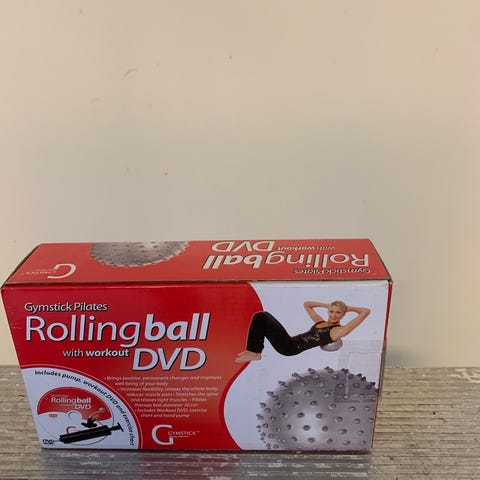 Gymstick Pilates
Rollingball
with workout
DVD
Gymstick Pilates
Rollingball
with workout DVD
• Brings positive, permanent changes and improves
well being of your body
• Increases flexibility, relaxes the whole body,
reduces muscle pain • Stretches the spine
and relaxes tight muscles • Pilates
therapy ball diameter 20 cm
• Includes Workout DVD, exercise
chart and hand pump
Includes pump, workout DVD and exercise chart
Rollingball
DVD
DVD
G GYMSTICK